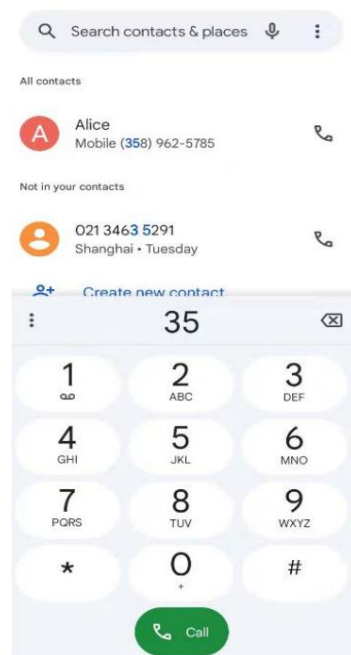 Search contacts & places
All contacts
A
Alice
Mobile (358) 962-5785
Not in your contacts
021 3463 5291
Shanghai • Tuesday
Create new contact
35
1 2 3
ABC DEF
4 5 6
GHI JKL MNO
7 8 9
PQRS TUV WXYZ
* 0 #
+
Call